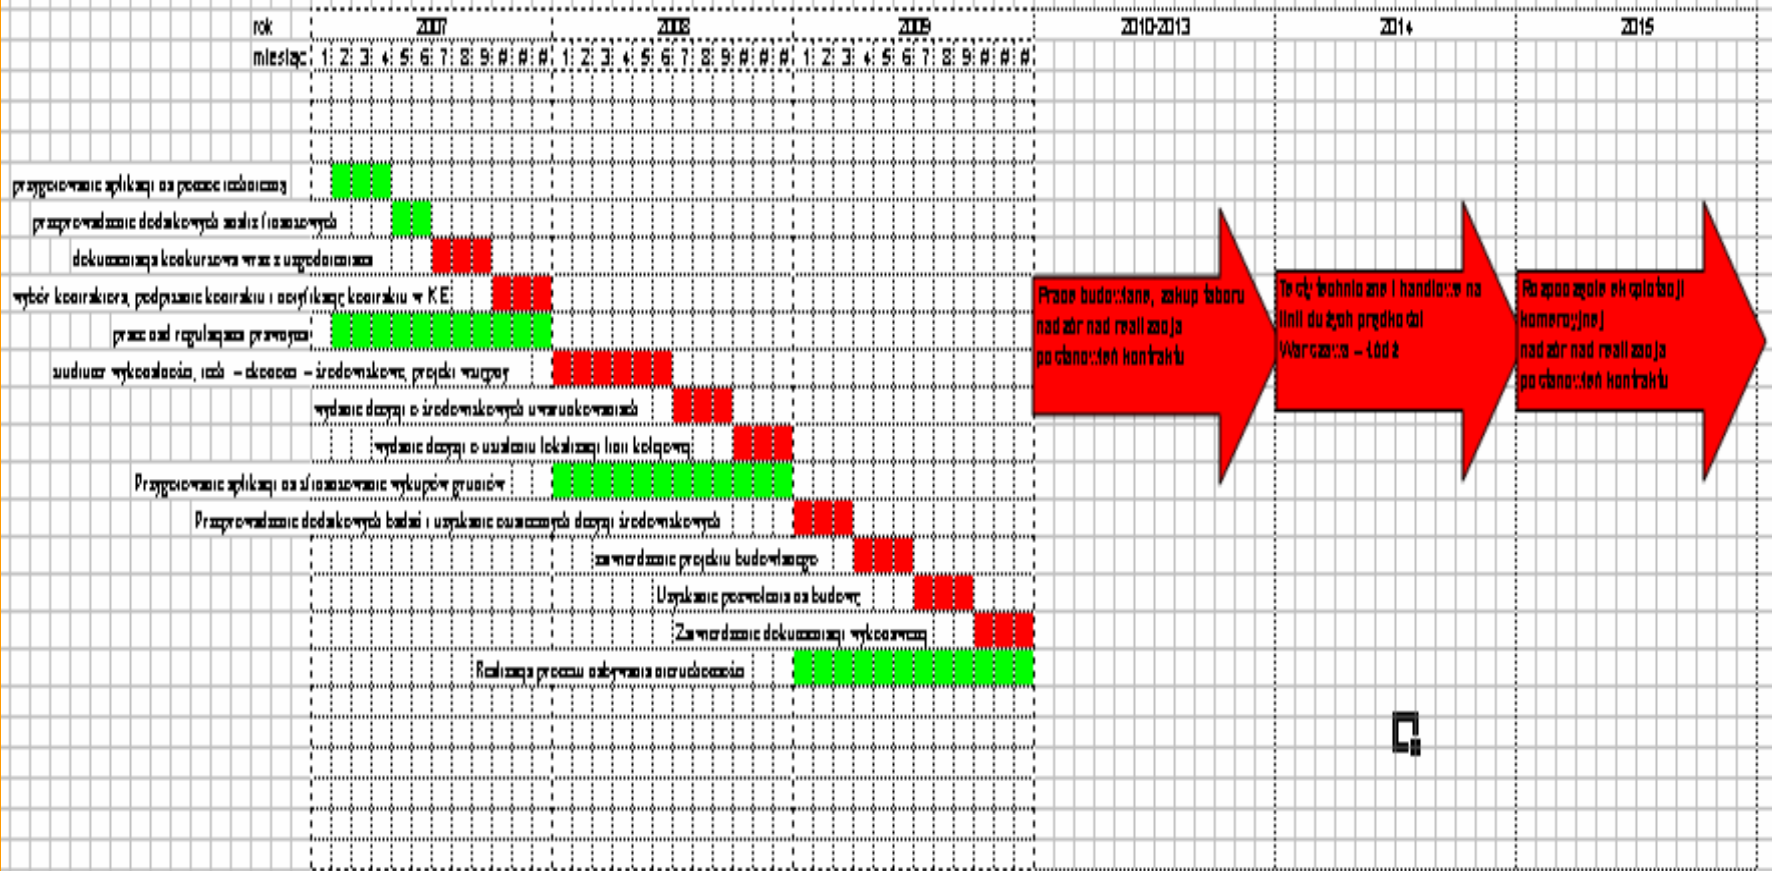 rok 2007 2008 2009 2010-2013 2014 2015
miesiąc 1 2 3 4 5 6 7 8 9 # # # 1 2 3 4 5 6 7 8 9 # # # 1 2 3 4 5 6 7 8 9 # # #
przygotowanie aplikacji na pomoc techniczną
przeprowadzenie dodatkowych analiz finansowych
dokumentacja konkursowa wraz z uzgodnieniami
wybór kontraktora, podpisanie kontraktu i notyfikację kontraktu w KE
prace nad regulacjami prawnymi
studium wykonalności, tech – ekonom – środowiskowe, projekt wstępny
wydanie decyzji o środowiskowych uwarunkowaniach
wydanie decyzji o ustaleniu lokalizacji linii kolejowej
Przygotowanie aplikacji na sfinansowanie wykupów gruntów
Przeprowadzenie dodatkowych badań i uzyskanie ostatecznych decyzji środowiskowych
zatwierdzenie projektu budowlanego
Uzyskanie pozwolenia na budowę
Zatwierdzenie dokumentacji wykonawczej
Realizacja procesu nabywania nieruchomości
Prace budowlane, zakup taboru
nadzór nad realizacja
postanowień kontraktu
Testy techniczne i handlowe na
linii dużych prędkości
Warszawa – Łódź
Rozpoczęcie eksploatacji
komercyjnej
nadzór nad realizacja
postanowień kontraktu